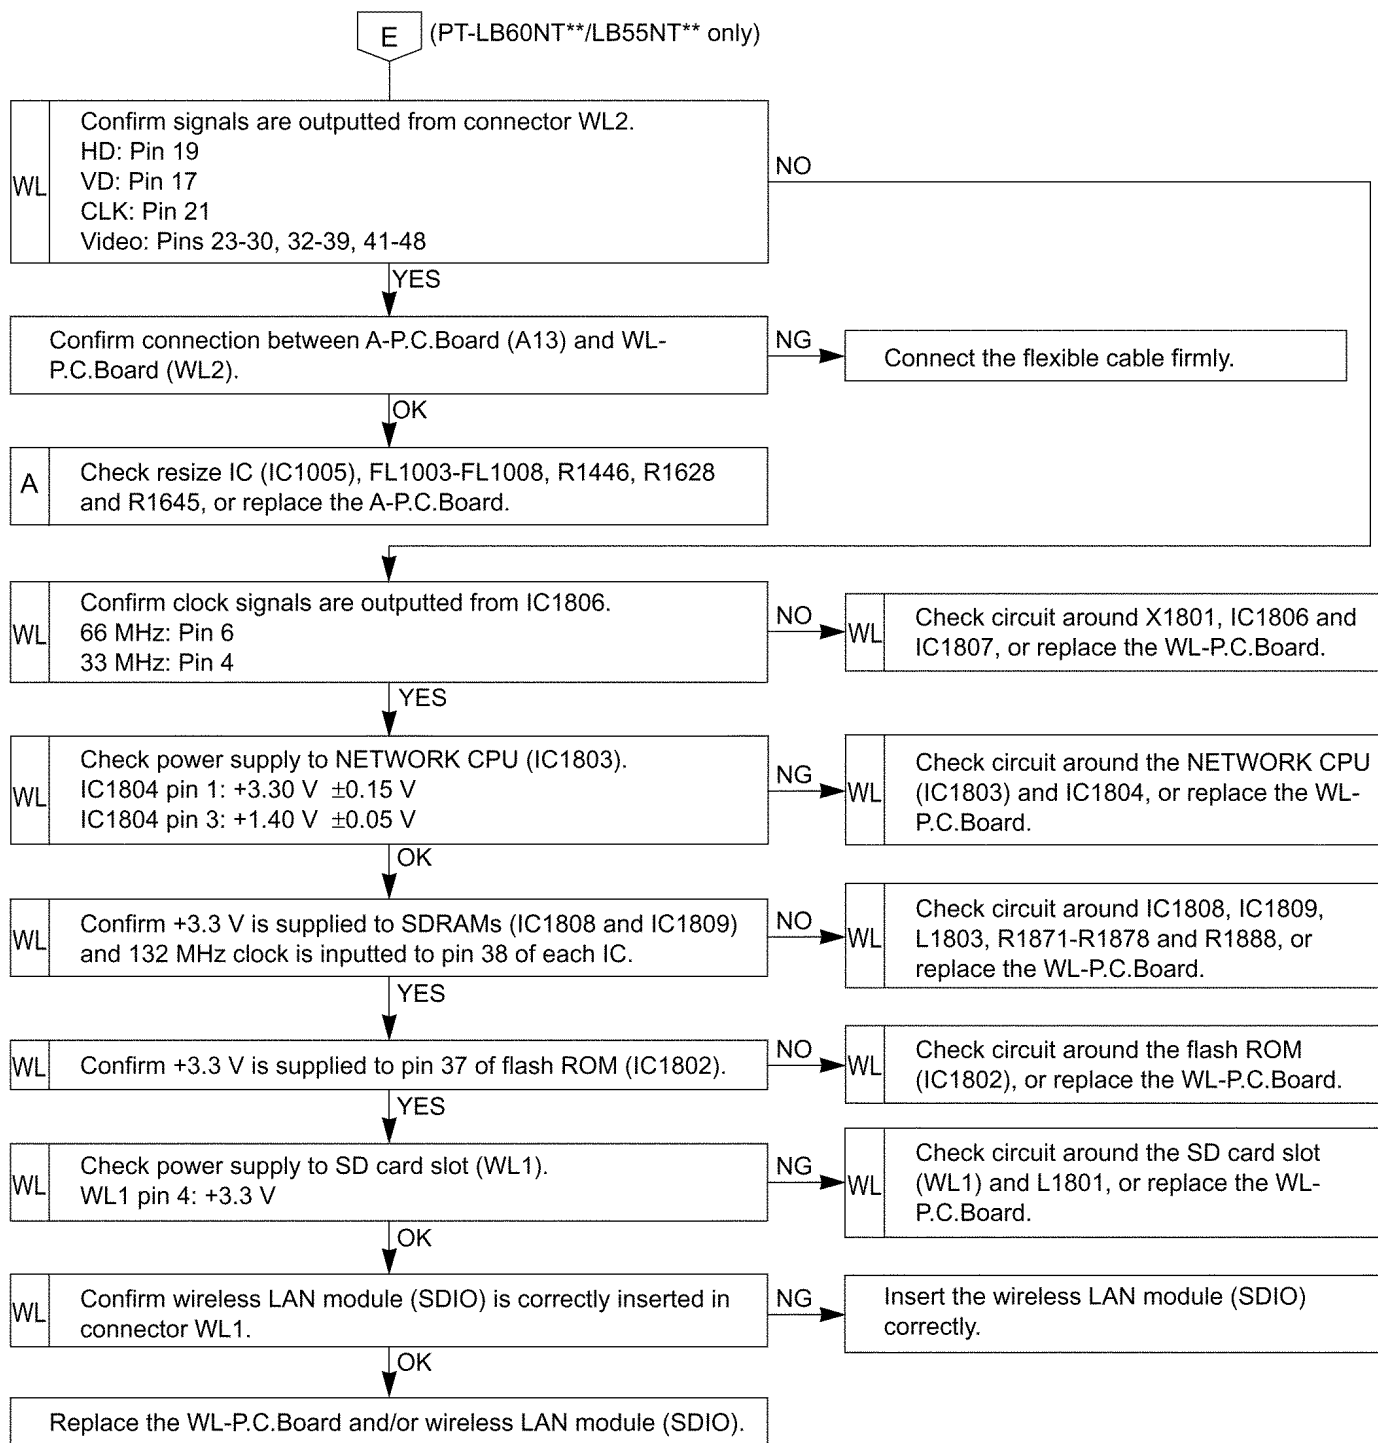 E (PT-LB60NT**/LB55NT** only)
WL
Confirm signals are outputted from connector WL2.
HD: Pin 19
VD: Pin 17
CLK: Pin 21
Video: Pins 23-30, 32-39, 41-48
NO
YES
Confirm connection between A-P.C.Board (A13) and WL-
P.C.Board (WL2).
NG
Connect the flexible cable firmly.
OK
A
Check resize IC (IC1005), FL1003-FL1008, R1446, R1628
and R1645, or replace the A-P.C.Board.
WL
Confirm clock signals are outputted from IC1806.
66 MHz: Pin 6
33 MHz: Pin 4
NO
WL
Check circuit around X1801, IC1806 and
IC1807, or replace the WL-P.C.Board.
YES
WL
Check power supply to NETWORK CPU (IC1803).
IC1804 pin 1: +3.30 V ±0.15 V
IC1804 pin 3: +1.40 V ±0.05 V
NG
WL
Check circuit around the NETWORK CPU
(IC1803) and IC1804, or replace the WL-
P.C.Board.
OK
WL
Confirm +3.3 V is supplied to SDRAMs (IC1808 and IC1809)
and 132 MHz clock is inputted to pin 38 of each IC.
NO
WL
Check circuit around IC1808, IC1809,
L1803, R1871-R1878 and R1888, or
replace the WL-P.C.Board.
YES
WL
Confirm +3.3 V is supplied to pin 37 of flash ROM (IC1802).
NO
WL
Check circuit around the flash ROM
(IC1802), or replace the WL-P.C.Board.
YES
WL
Check power supply to SD card slot (WL1).
WL1 pin 4: +3.3 V
NG
WL
Check circuit around the SD card slot
(WL1) and L1801, or replace the WL-
P.C.Board.
OK
WL
Confirm wireless LAN module (SDIO) is correctly inserted in
connector WL1.
NG
Insert the wireless LAN module (SDIO)
correctly.
OK
Replace the WL-P.C.Board and/or wireless LAN module (SDIO).